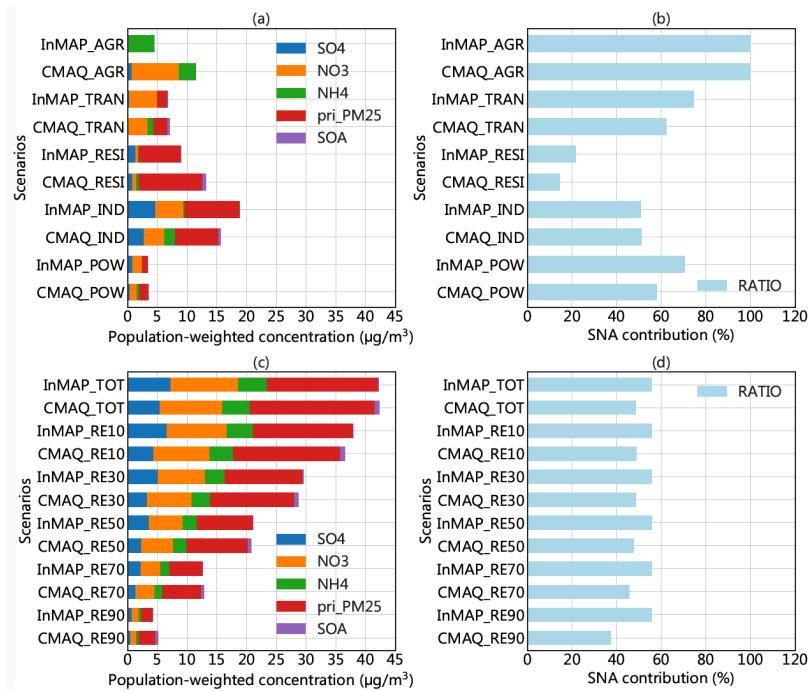 (a)
InMAP_AGR
CMAQ_AGR
InMAP_TRAN
CMAQ_TRAN
InMAP_RESI
CMAQ_RESI
InMAP_IND
CMAQ_IND
InMAP_POW
CMAQ_POW
Scenarios
SO4
NO3
NH4
pri_PM25
SOA
0 5 10 15 20 25 30 35 40 45
Population-weighted concentration (μg/m³)
(b)
InMAP_AGR
CMAQ_AGR
InMAP_TRAN
CMAQ_TRAN
InMAP_RESI
CMAQ_RESI
InMAP_IND
CMAQ_IND
InMAP_POW
CMAQ_POW
Scenarios
RATIO
0 20 40 60 80 100 120
SNA contribution (%)
(c)
InMAP_TOT
CMAQ_TOT
InMAP_RE10
CMAQ_RE10
InMAP_RE30
CMAQ_RE30
InMAP_RE50
CMAQ_RE50
InMAP_RE70
CMAQ_RE70
InMAP_RE90
CMAQ_RE90
Scenarios
SO4
NO3
NH4
pri_PM25
SOA
0 5 10 15 20 25 30 35 40 45
Population-weighted concentration (μg/m³)
(d)
InMAP_TOT
CMAQ_TOT
InMAP_RE10
CMAQ_RE10
InMAP_RE30
CMAQ_RE30
InMAP_RE50
CMAQ_RE50
InMAP_RE70
CMAQ_RE70
InMAP_RE90
CMAQ_RE90
Scenarios
RATIO
0 20 40 60 80 100 120
SNA contribution (%)